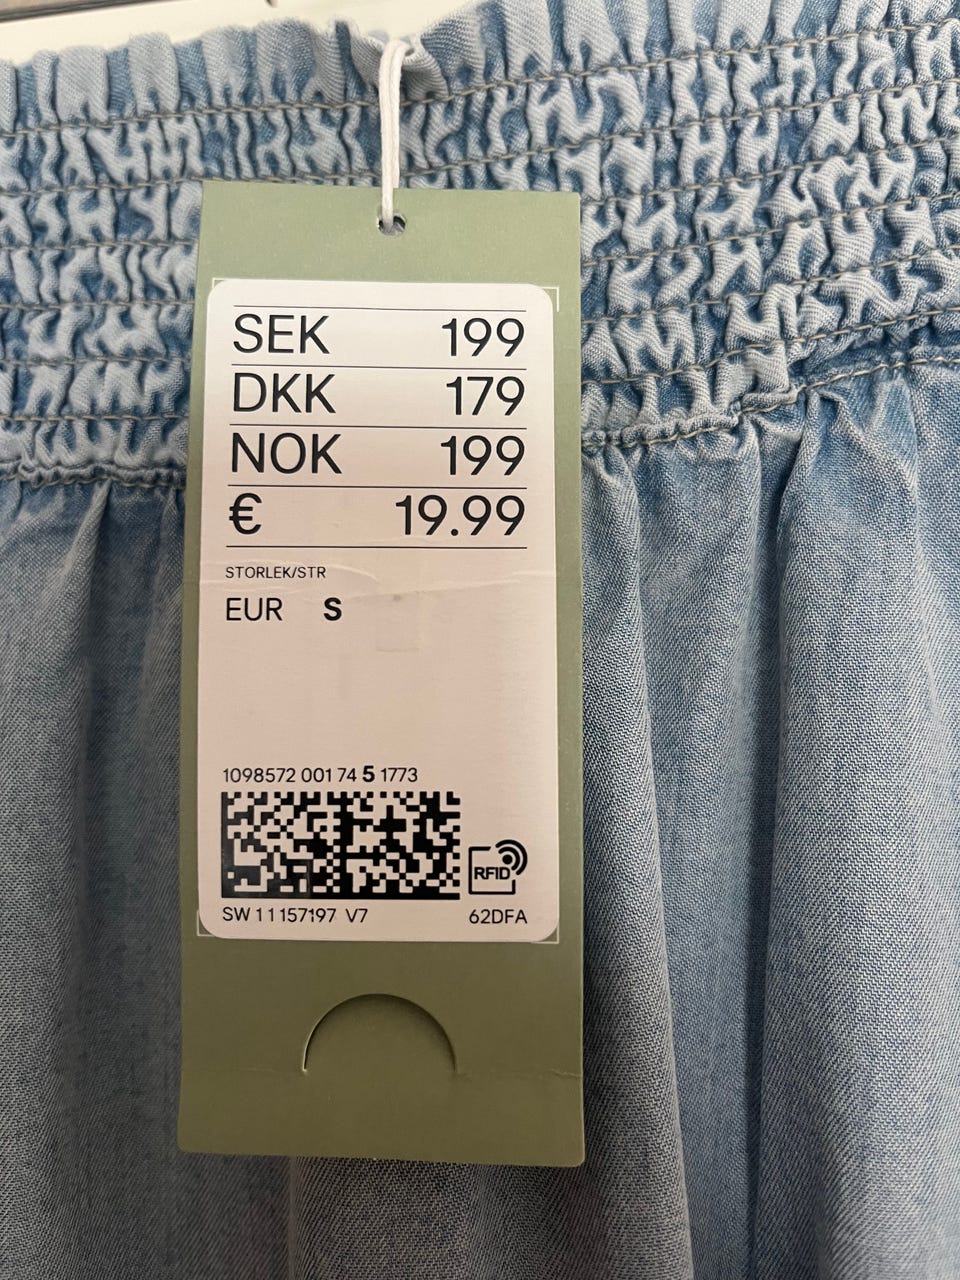 SEK 199
DKK 179
NOK 199
€ 19.99
STORLEK/STR
EUR S
1098572 001 74 5 1773
RFID
SW 11157197 V7 62DFA